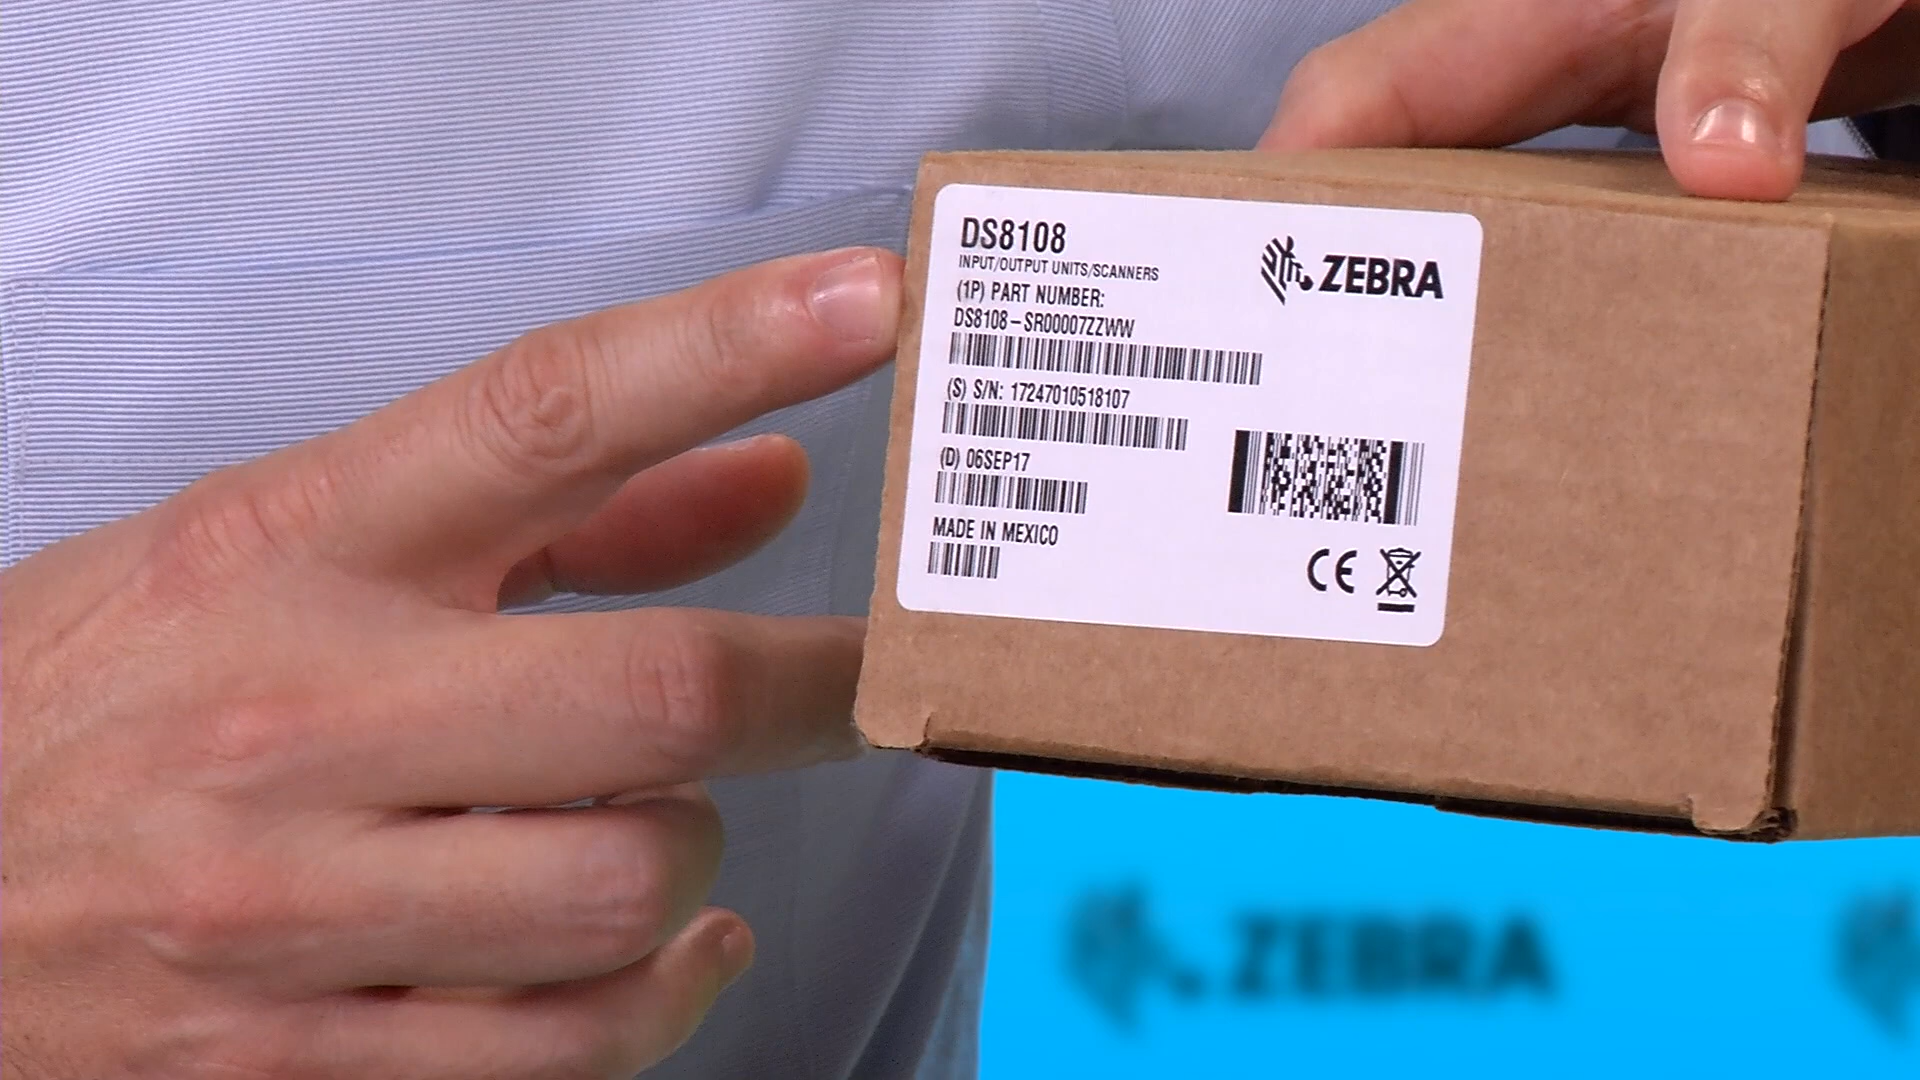 DS8108
INPUT/OUTPUT UNITS/SCANNERS
ZEBRA
(1P) PART NUMBER:
DS8108-SR00007ZZWW
(S) S/N: 17247010518107
(D) 06SEP17
MADE IN MEXICO
CE
ZEBRA